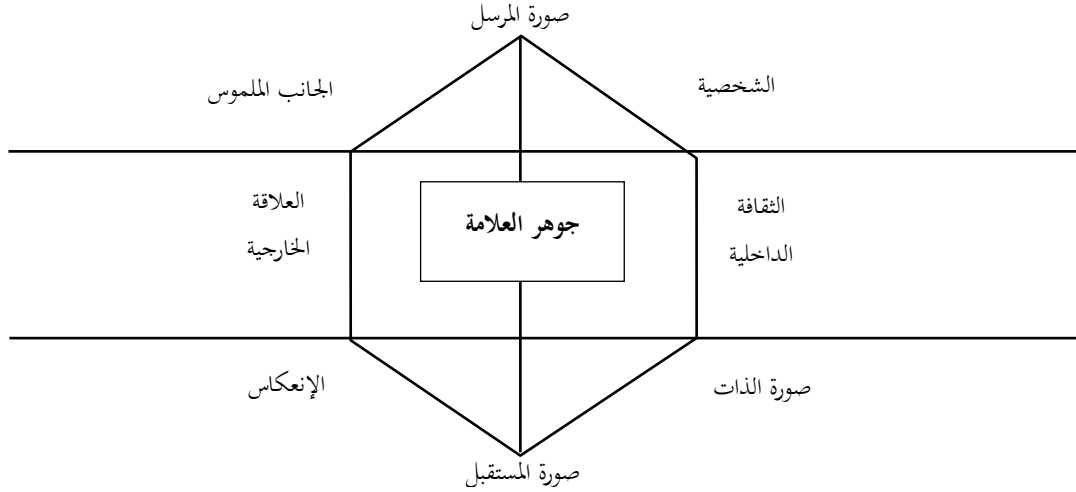 صورة المرسل
الشخصية
الجانب الملموس
الثقافة
الداخلية
جوهر العلامة
العلاقة
الخارجية
صورة الذات
الإنعكاس
صورة المستقبل